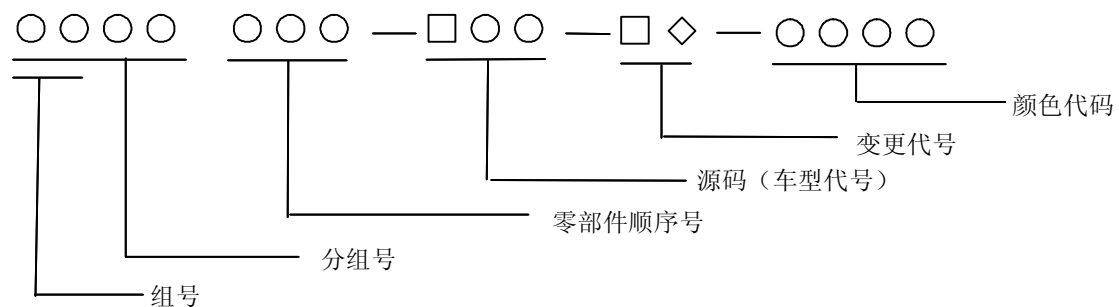 颜色代码
变更代号
源码（车型代号）
零部件顺序号
分组号
组号